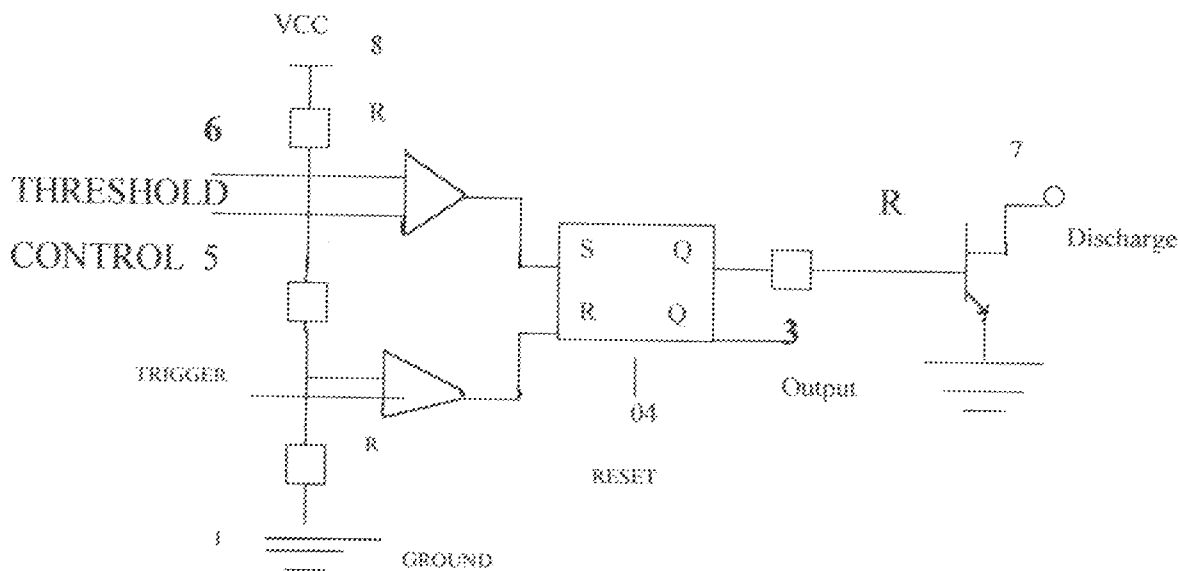 VCC
8
R
6
7
THRESHOLD
R
Discharge
CONTROL 5
S Q
R Q
3
TRIGGER
Output
04
R
RESET
1
GROUND